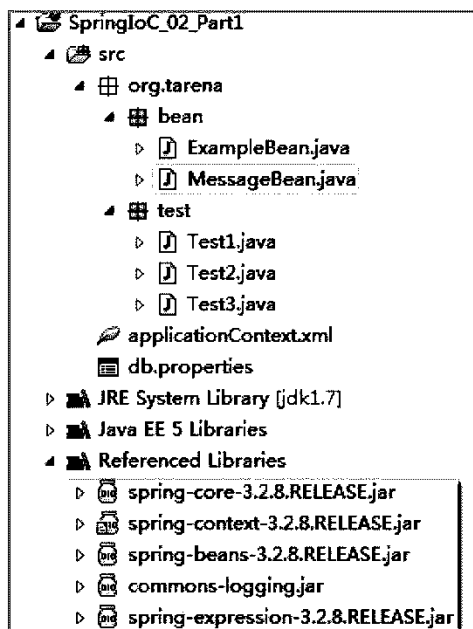 SpringIoC_02_Part1
src
org.tarena
bean
ExampleBean.java
MessageBean.java
test
Test1.java
Test2.java
Test3.java
applicationContext.xml
db.properties
JRE System Library [jdk1.7]
Java EE 5 Libraries
Referenced Libraries
spring-core-3.2.8.RELEASE.jar
spring-context-3.2.8.RELEASE.jar
spring-beans-3.2.8.RELEASE.jar
commons-logging.jar
spring-expression-3.2.8.RELEASE.jar